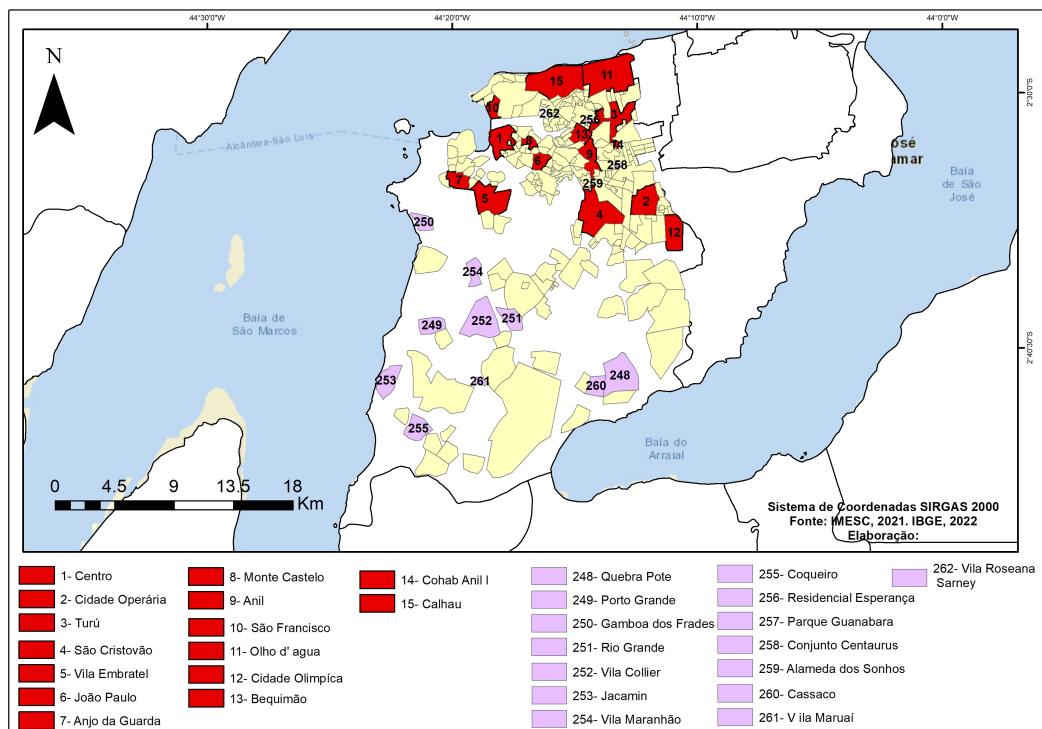 44°30'0"W
44°20'0"W
44°10'0"W
44°0'0"W
N
2°30'0"S
2°40'30"S
Alcântara-São Luís
Baía de
São Marcos
osé
amar
Baía
de São
José
Baía do
Arraial
15
11
262
256
3
1
8
13
14
6
9
258
7
259
5
2
4
250
12
254
252
251
249
253
261
248
260
255
0 4.5 9 13.5 18
Km
Sistema de Coordenadas SIRGAS 2000
Fonte: IMESC, 2021. IBGE, 2022
Elaboração:
1- Centro
2- Cidade Operária
3- Turú
4- São Cristovão
5- Vila Embratel
6- João Paulo
7- Anjo da Guarda
8- Monte Castelo
9- Anil
10- São Francisco
11- Olho d' agua
12- Cidade Olimpíca
13- Bequimão
14- Cohab Anil I
15- Calhau
248- Quebra Pote
249- Porto Grande
250- Gamboa dos Frades
251- Rio Grande
252- Vila Collier
253- Jacamin
254- Vila Maranhão
255- Coqueiro
256- Residencial Esperança
257- Parque Guanabara
258- Conjunto Centaurus
259- Alameda dos Sonhos
260- Cassaco
261- V ila Maruaí
262- Vila Roseana
Sarney